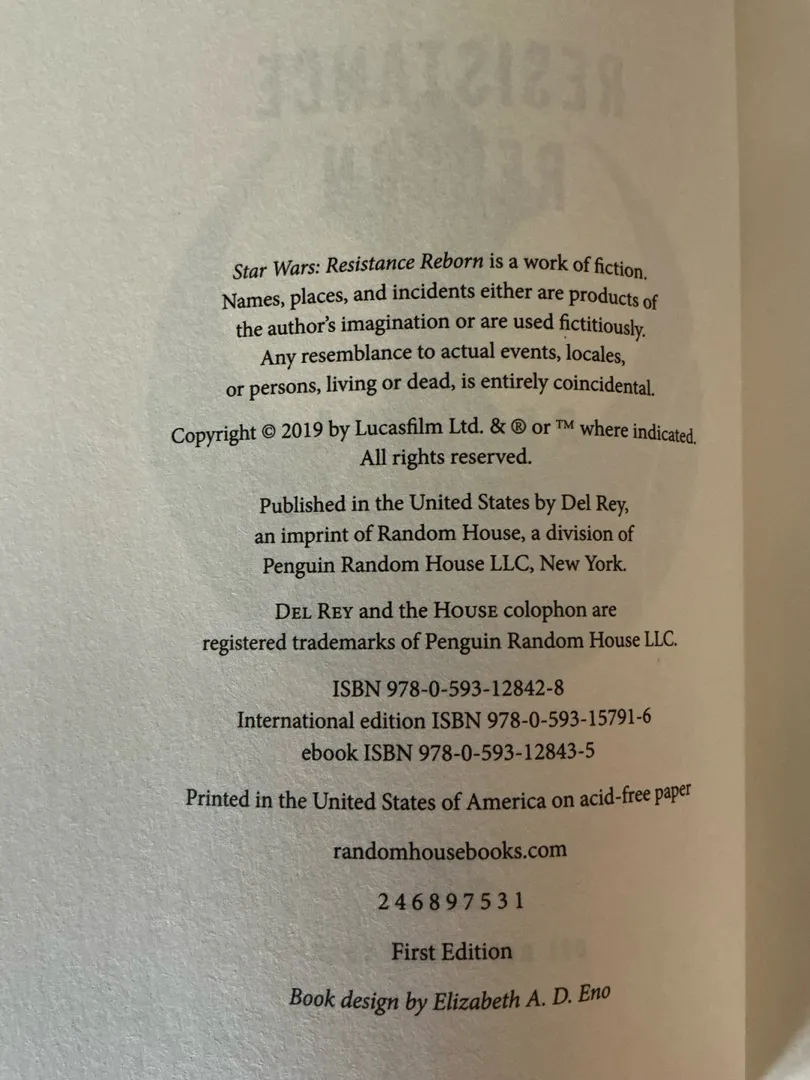 Star Wars: Resistance Reborn is a work of fiction.
Names, places, and incidents either are products of
the author's imagination or are used fictitiously.
Any resemblance to actual events, locales,
or persons, living or dead, is entirely coincidental.
Copyright © 2019 by Lucasfilm Ltd. & ® or ™ where indicated.
All rights reserved.
Published in the United States by Del Rey,
an imprint of Random House, a division of
Penguin Random House LLC, New York.
DEL REY and the HOUSE colophon are
registered trademarks of Penguin Random House LLC.
ISBN 978-0-593-12842-8
International edition ISBN 978-0-593-15791-6
ebook ISBN 978-0-593-12843-5
Printed in the United States of America on acid-free paper
randomhousebooks.com
2 4 6 8 9 7 5 3 1
First Edition
Book design by Elizabeth A. D. Eno